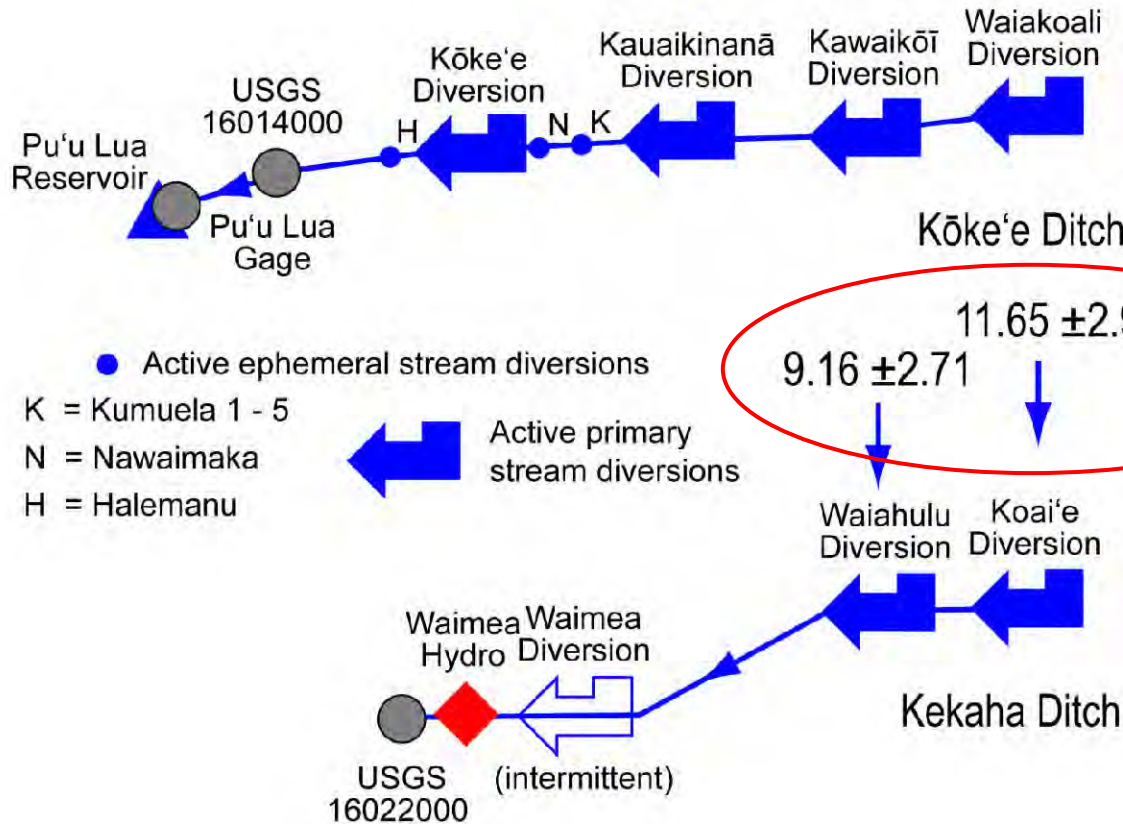 Waiakoali
Diversion
Kawaikōī
Diversion
Kauaikinanā
Diversion
Kōke‘e
Diversion
USGS
16014000
H
N
K
Pu‘u Lua
Reservoir
Pu‘u Lua
Gage
Kōke‘e Ditch
11.65 ±2.9
9.16 ±2.71
Active ephemeral stream diversions
K = Kumuela 1 - 5
N = Nawaimaka
H = Halemanu
Active primary
stream diversions
Waiahulu
Diversion
Koai‘e
Diversion
Waimea
Hydro
Waimea
Diversion
Kekaha Ditch
(intermittent)
USGS
16022000